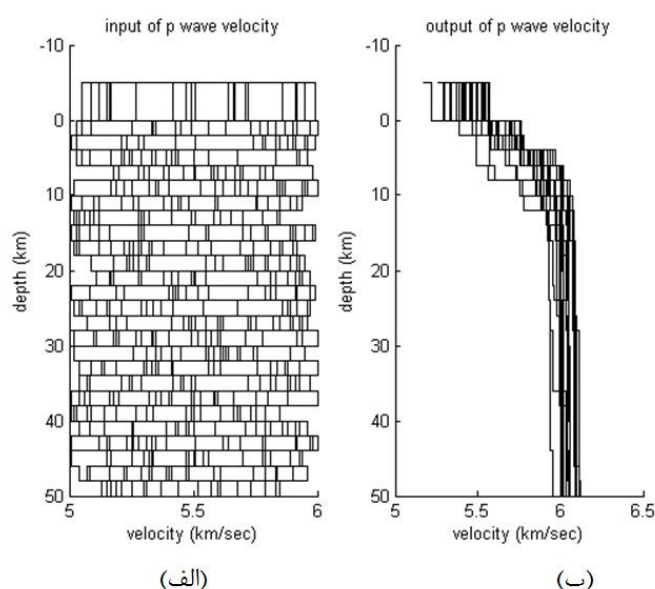 input of p wave velocity
-10
0
10
20
30
40
50
depth (km)
5
5.5
6
velocity (km/sec)
(الف)
output of p wave velocity
-10
0
10
20
30
40
50
depth (km)
5
5.5
6
6.5
velocity (km/sec)
(ب)